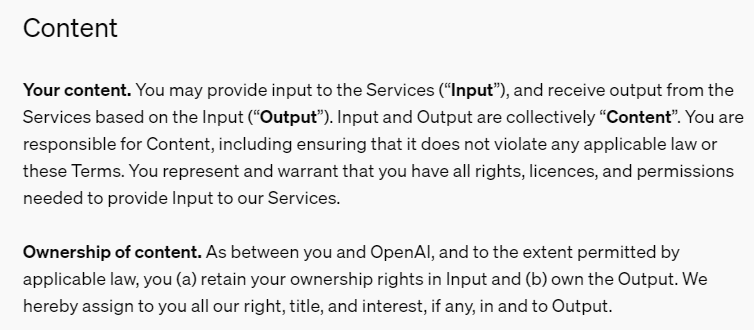 Content
Your content. You may provide input to the Services (“Input”), and receive output from the
Services based on the Input (“Output”). Input and Output are collectively “Content”. You are
responsible for Content, including ensuring that it does not violate any applicable law or
these Terms. You represent and warrant that you have all rights, licences, and permissions
needed to provide Input to our Services.
Ownership of content. As between you and OpenAI, and to the extent permitted by
applicable law, you (a) retain your ownership rights in Input and (b) own the Output. We
hereby assign to you all our right, title, and interest, if any, in and to Output.